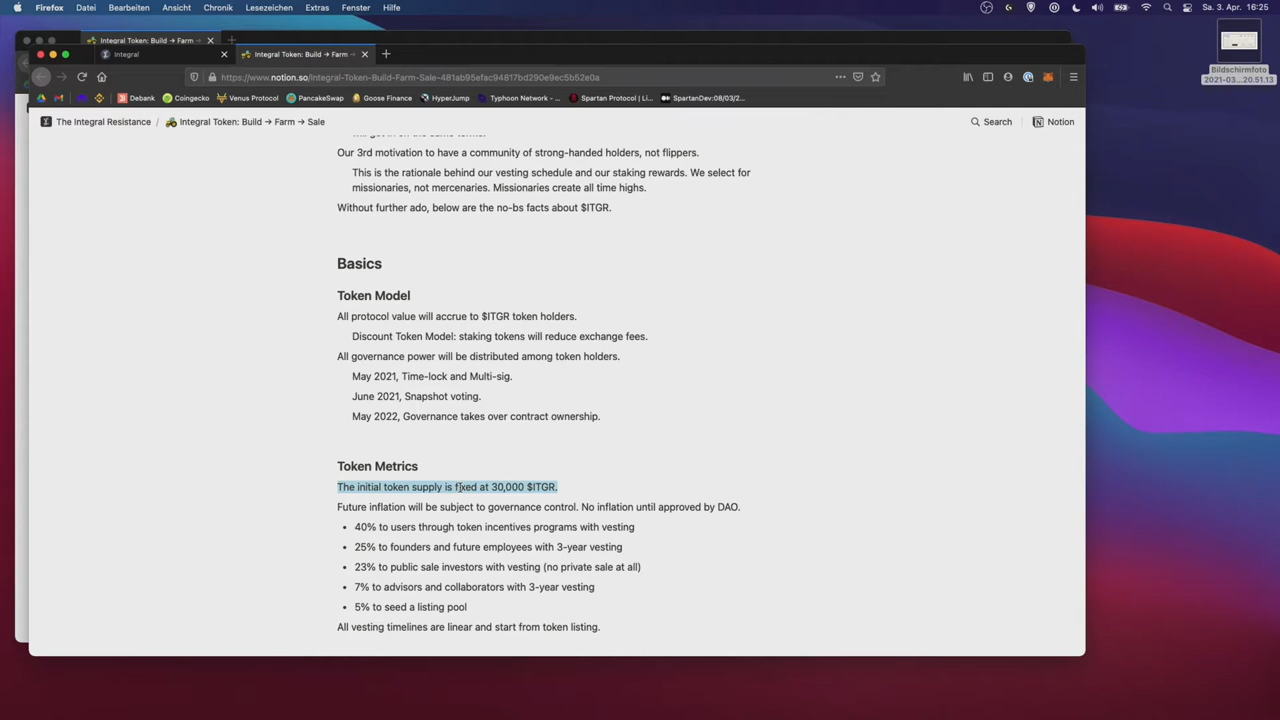 Firefox Datei Bearbeiten Ansicht Chronik Lesezeichen Extras Fenster Hilfe Sa. 3. Apr. 16:25
Integral Token: Build → Farm →
Integral
Integral Token: Build → Farm →
https://www.notion.so/Integral-Token-Build-Farm-Sale-481ab95efac94817bd290e9ec5b52e0a
Debank Coingecko Venus Protocol PancakeSwap Goose Finance HyperJump Typhoon Network - ... Spartan Protocol | Li... SpartanDev:08/03/2...
The Integral Resistance / Integral Token: Build → Farm → Sale Search Notion
Our 3rd motivation to have a community of strong-handed holders, not flippers.
This is the rationale behind our vesting schedule and our staking rewards. We select for
missionaries, not mercenaries. Missionaries create all time highs.
Without further ado, below are the no-bs facts about $ITGR.
Basics
Token Model
All protocol value will accrue to $ITGR token holders.
Discount Token Model: staking tokens will reduce exchange fees.
All governance power will be distributed among token holders.
May 2021, Time-lock and Multi-sig.
June 2021, Snapshot voting.
May 2022, Governance takes over contract ownership.
Token Metrics
The initial token supply is fixed at 30,000 $ITGR.
Future inflation will be subject to governance control. No inflation until approved by DAO.
• 40% to users through token incentives programs with vesting
• 25% to founders and future employees with 3-year vesting
• 23% to public sale investors with vesting (no private sale at all)
• 7% to advisors and collaborators with 3-year vesting
• 5% to seed a listing pool
All vesting timelines are linear and start from token listing.
Bildschirmfoto
2021-03...20.51.13